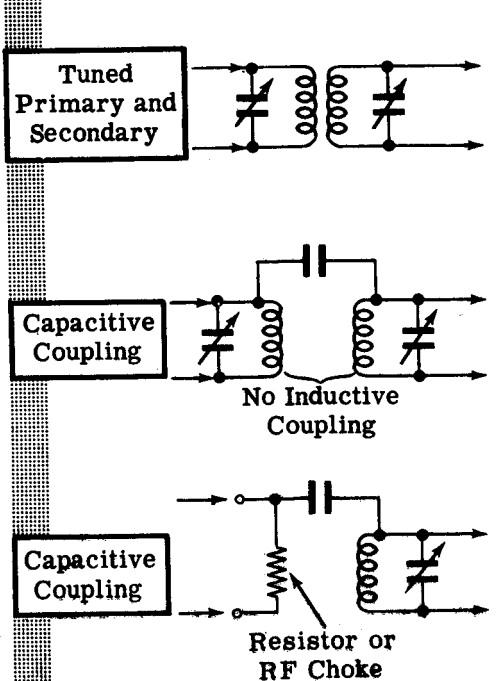 Tuned
Primary and
Secondary
Capacitive
Coupling
No Inductive
Coupling
Capacitive
Coupling
Resistor or
RF Choke